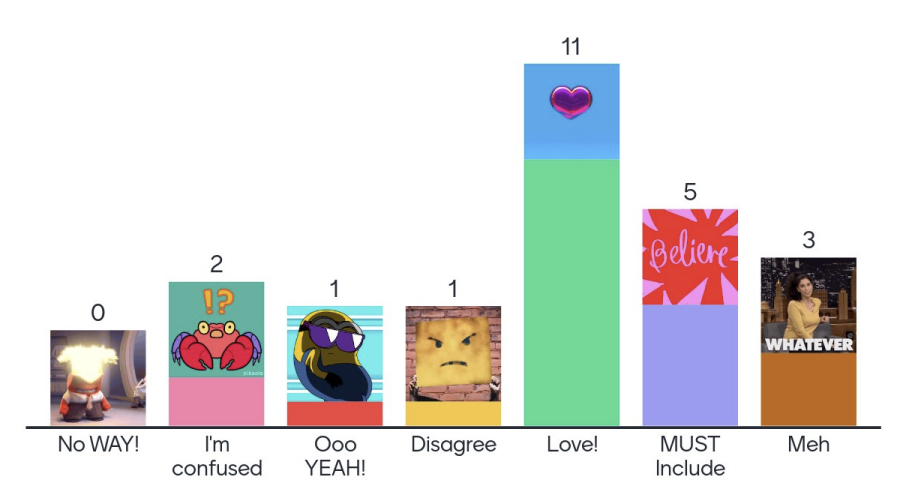 11
5
3
2
1
1
0
!?
Believe
WHATEVER
No WAY!
I'm
confused
Ooo
YEAH!
Disagree
Love!
MUST
Include
Meh